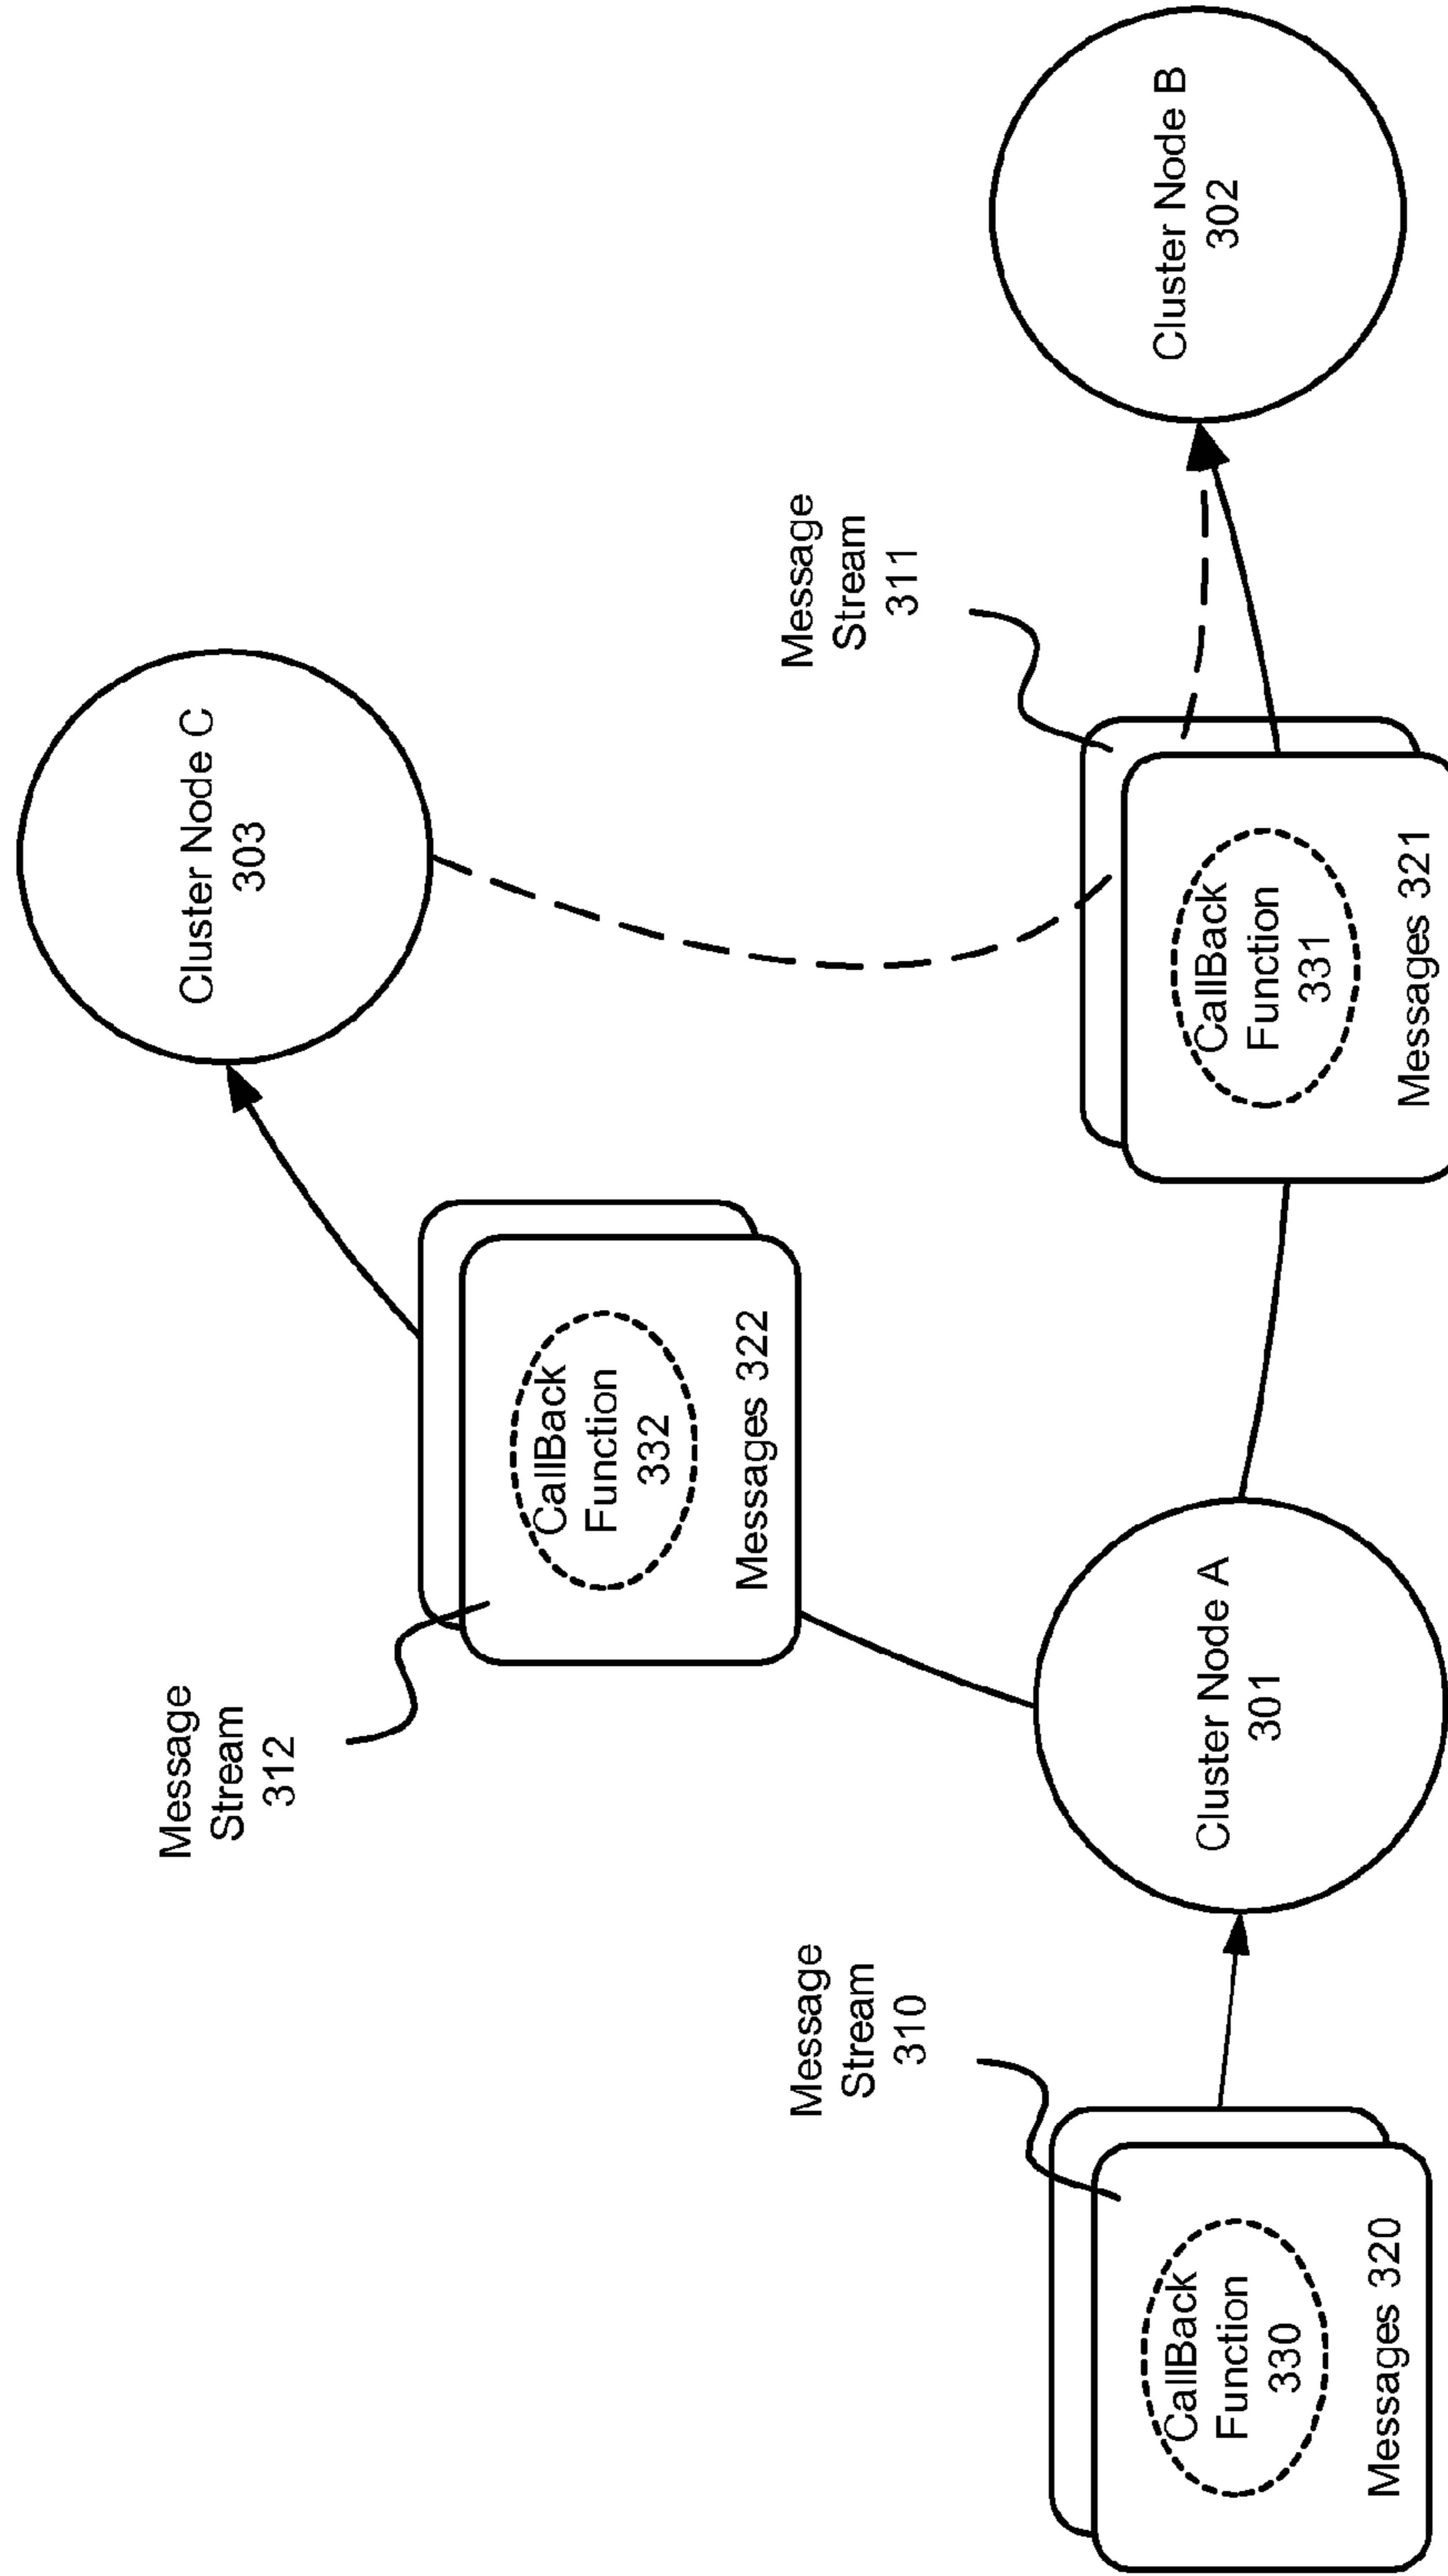 Cluster Node C
303
Message
Stream
312
CallBack
Function
332
Messages 322
Message
Stream
311
Cluster Node B
302
Message
Stream
310
CallBack
Function
331
Messages 321
Cluster Node A
301
CallBack
Function
330
Messages 320